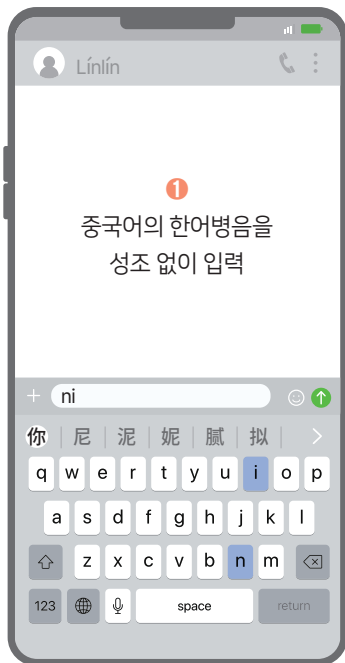 Línlín
1
중국어의 한어병음을
성조 없이 입력
ni
你 尼 泥 妮 腻 拟
q w e r t y u i o p
a s d f g h j k l
z x c v b n m
123 space return